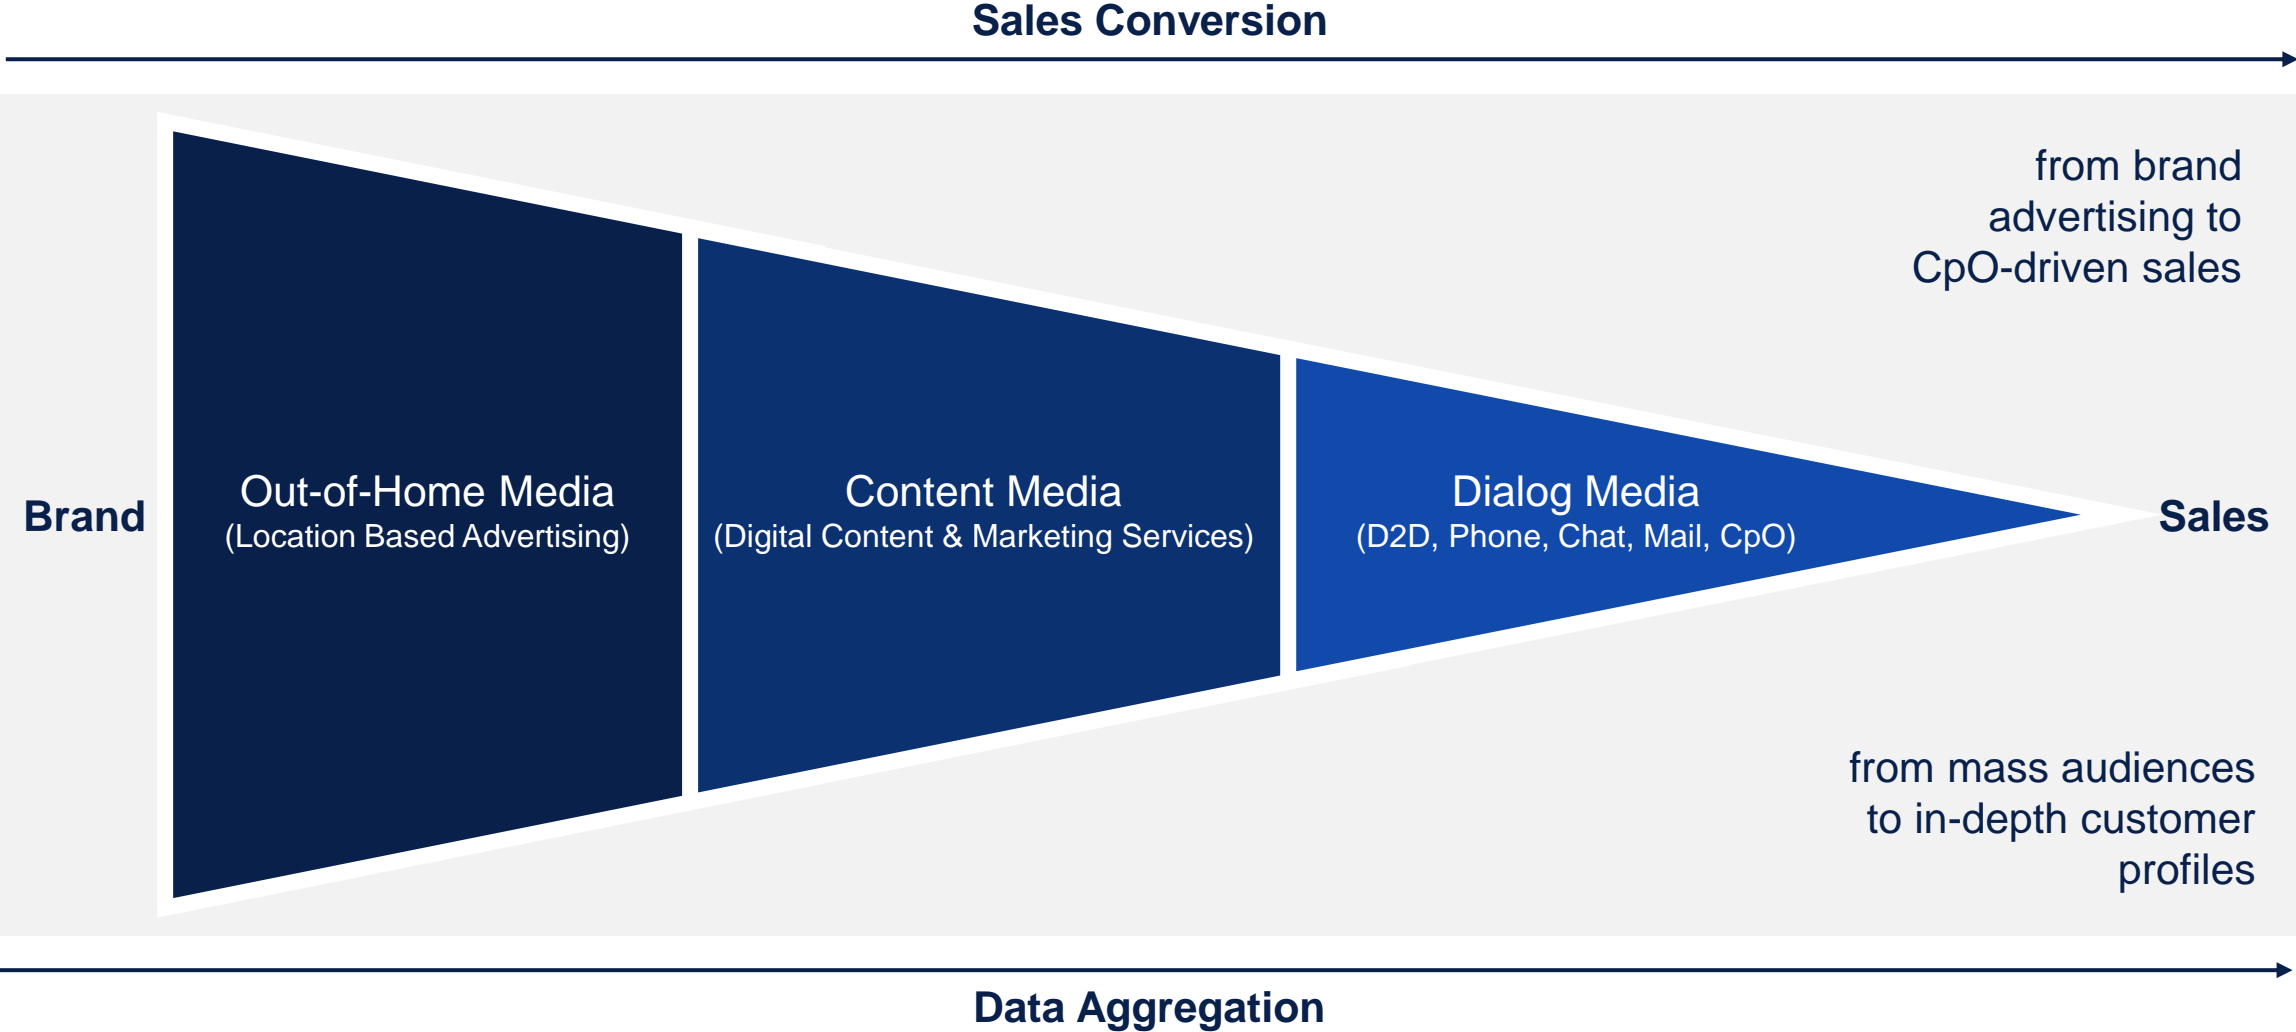 Sales Conversion
from brand
advertising to
CpO-driven sales
Brand
Out-of-Home Media
(Location Based Advertising)
Content Media
(Digital Content & Marketing Services)
Dialog Media
(D2D, Phone, Chat, Mail, CpO)
Sales
from mass audiences
to in-depth customer
profiles
Data Aggregation